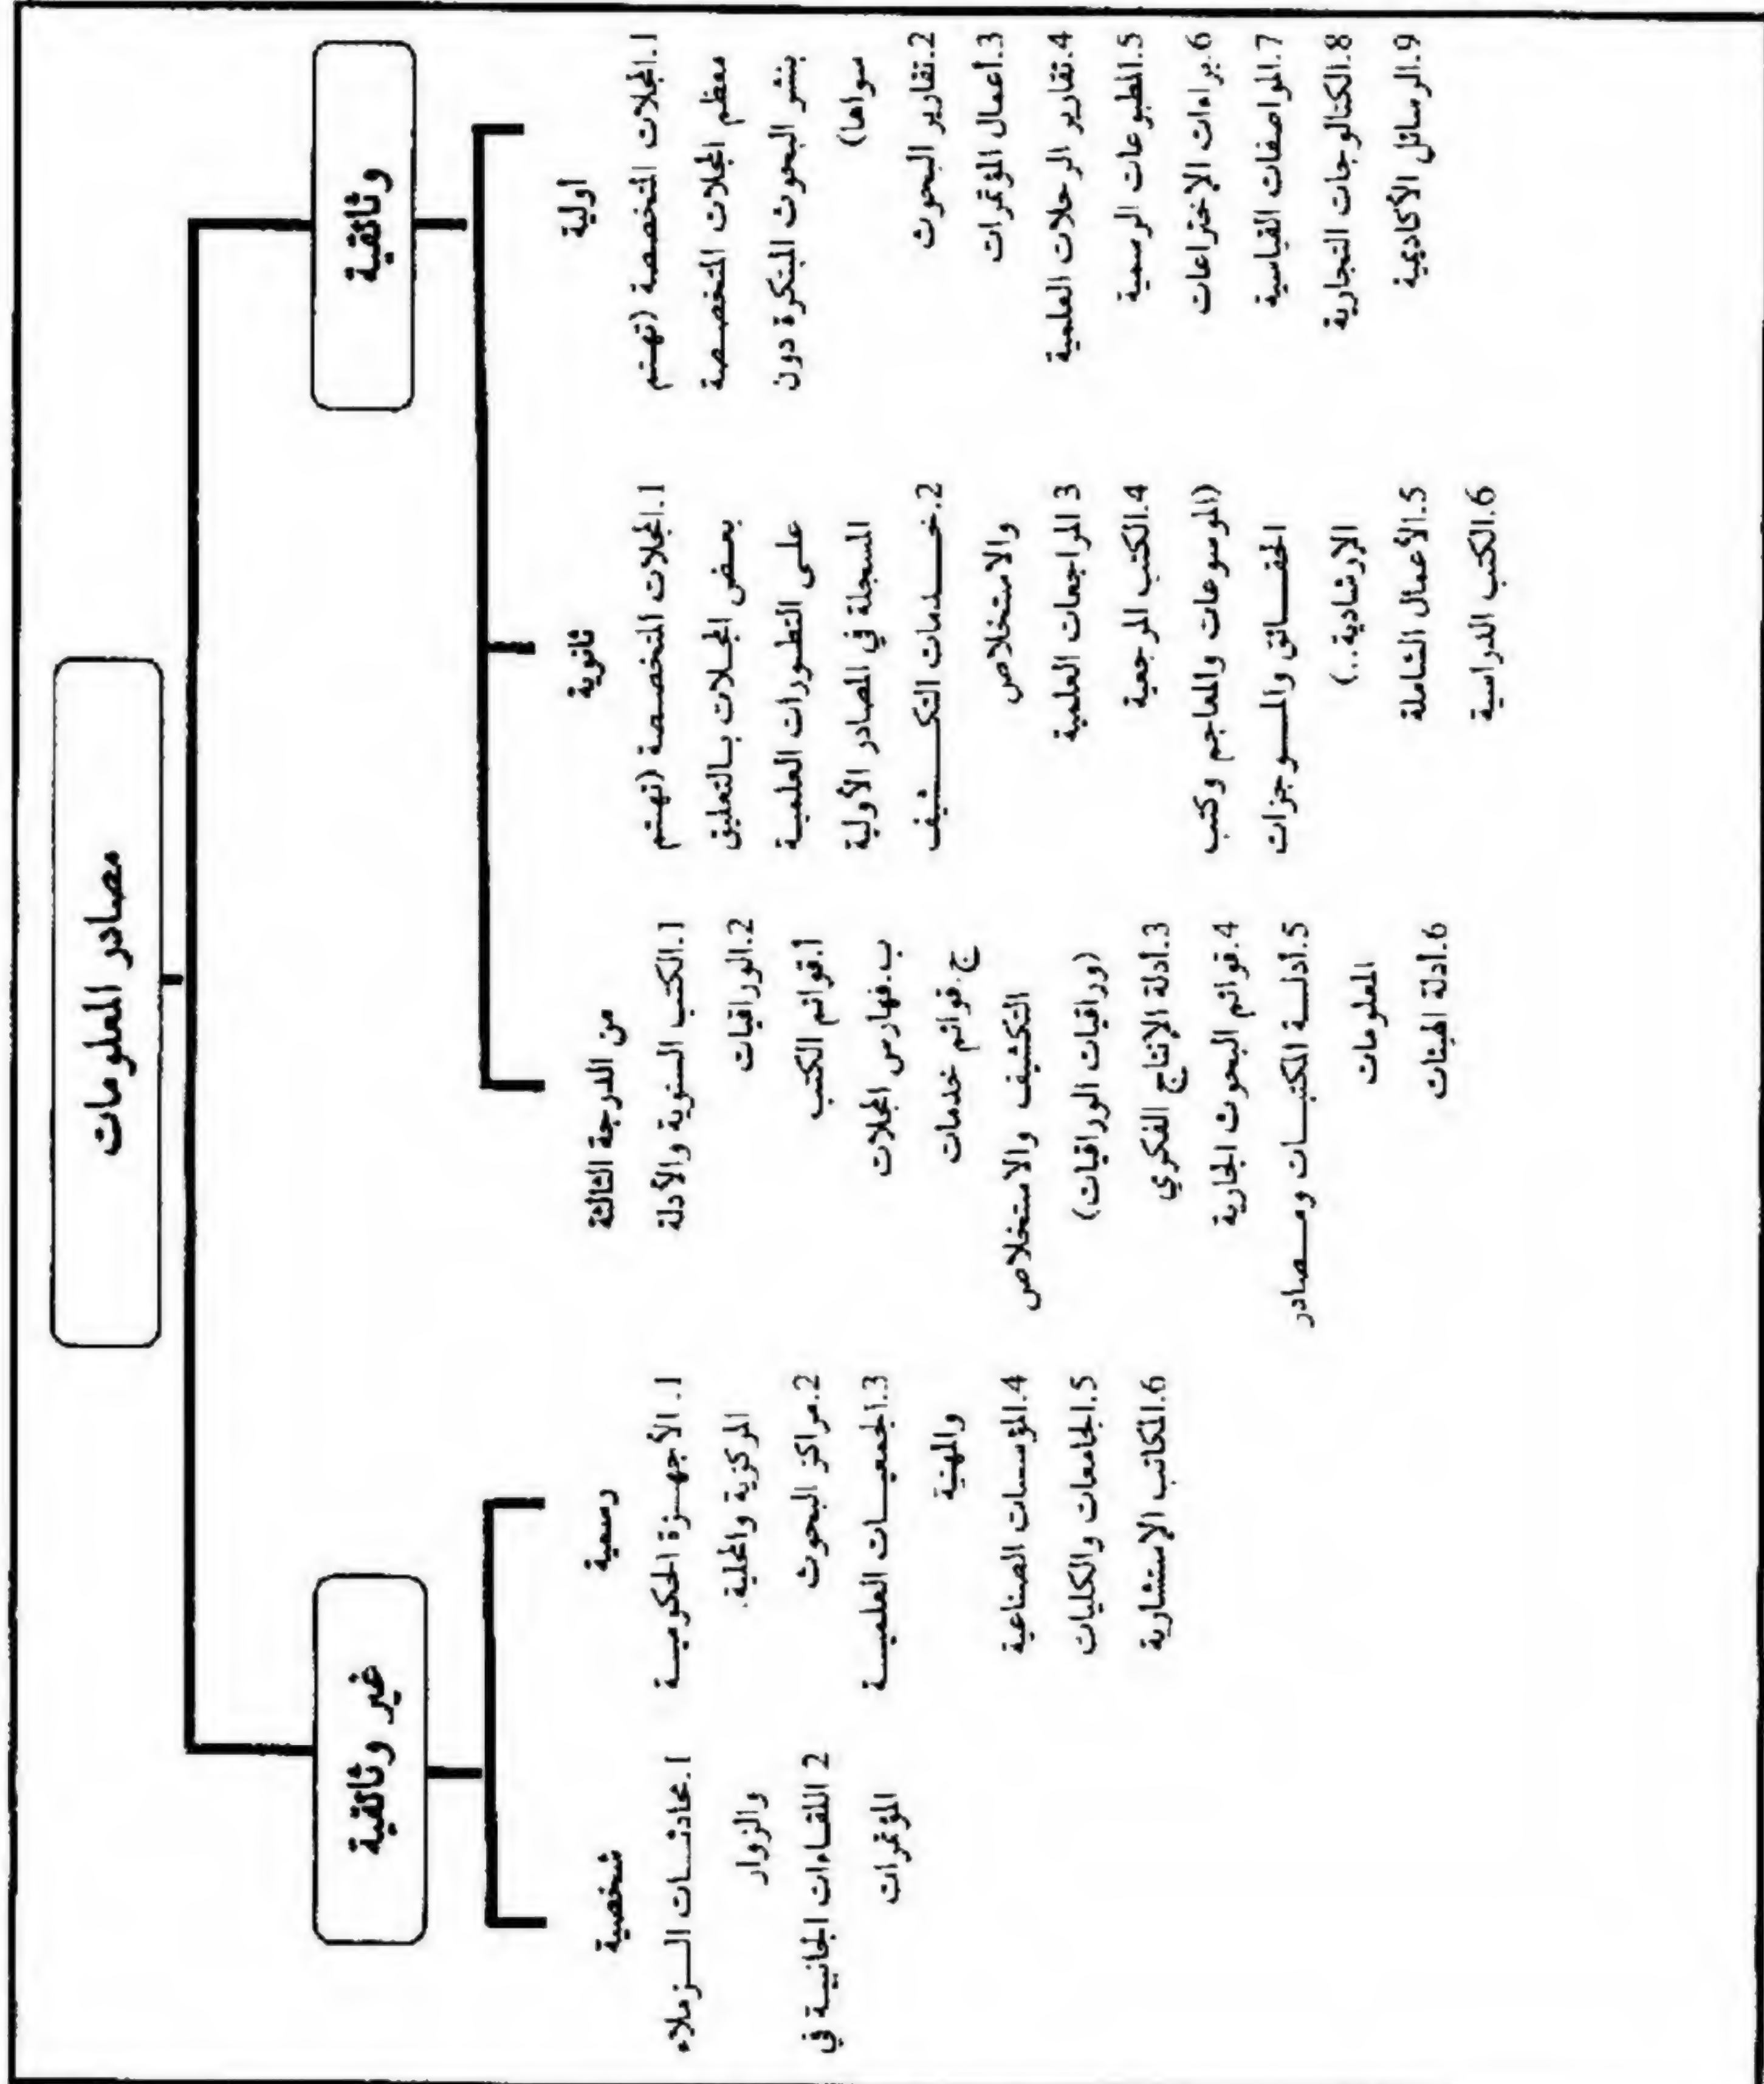 مصادر المعلومات
وثائقية
أولية
1.المجلات المتخصصة (تهتم
معظم المجلات المتخصصة
بنشر البحوث المبتكرة دون
سواها)
2.تقارير البحوث
3.أعمال المؤتمرات
4.تقارير الرحلات العلمية
5.المطبوعات الرسمية
6.براءات الإختراعات
7.المواصفات القياسية
8.الكتالوجات التجارية
9.الرسائل الأكاديمية
ثانوية
1.المجلات المتخصصة (تهتم
بعض المجلات بالتعليق
على التطورات العلمية
المسجلة في المصادر الأولية
2.خدمات التكشيف
والاستخلاص
3 المراجعات العلمية
4.الكتب المرجعية
(الموسوعات والمعاجم وكتب
الحقائق والموجزات
الإرشادية..)
5.الأعمال الشاملة
6.الكتب الدراسية
من الدرجة الثالثة
1.الكتب السنوية والأدلة
2.الوراقيات
أ.قوائم الكتب
ب.فهارس المجلات
ج.قوائم خدمات
التكشيف والاستخلاص
(وراقيات الوراقيات)
3.أدلة الإنتاج الفكري
4.قوائم البحوث الجارية
5.أدلة المكتبات ومصادر
المعلومات
6.أدلة الهيئات
غير وثائقية
رسمية
1. الأجهزة الحكومية
المركزية والمحلية.
2.مراكز البحوث
3.الجمعيات العلمية
والمهنية
4.المؤسسات الصناعية
5.الجامعات والكليات
6.المكاتب الإستشارية
شخصية
1.محادثات الزملاء
والزوار
2 اللقاءات الجانبية في
المؤتمرات